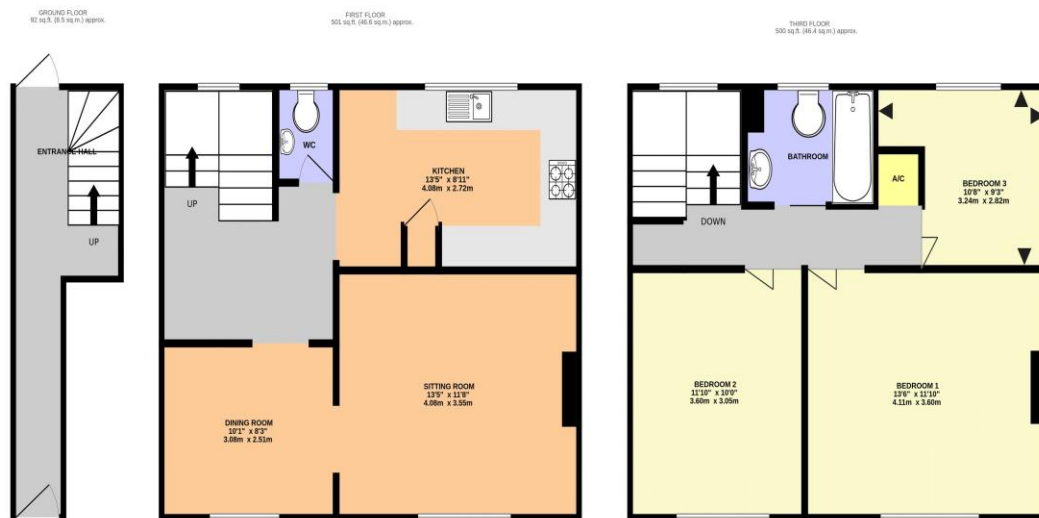 GROUND FLOOR
92 sq.ft. (8.5 sq.m.) approx.
ENTRANCE HALL
UP
FIRST FLOOR
501 sq.ft. (46.6 sq.m.) approx.
UP
WC
KITCHEN
13'5" x 8'11"
4.08m x 2.72m
SITTING ROOM
13'5" x 11'8"
4.08m x 3.55m
DINING ROOM
10'1" x 8'3"
3.08m x 2.51m
THIRD FLOOR
500 sq.ft. (46.4 sq.m.) approx.
DOWN
BATHROOM
A/C
BEDROOM 3
10'8" x 9'3"
3.24m x 2.82m
BEDROOM 2
11'10" x 10'0"
3.60m x 3.05m
BEDROOM 1
13'6" x 11'10"
4.11m x 3.60m